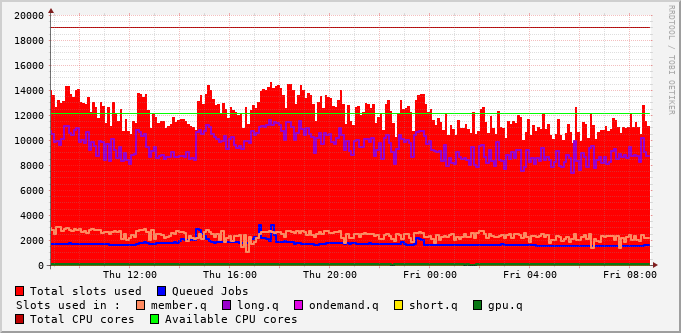 20000
18000
16000
14000
12000
10000
8000
6000
4000
2000
0
Thu 12:00 Thu 16:00 Thu 20:00 Fri 00:00 Fri 04:00 Fri 08:00
RRDTOOL / TOBI OETIKER
Total slots used Queued Jobs
Slots used in : member.q long.q ondemand.q short.q gpu.q
Total CPU cores Available CPU cores